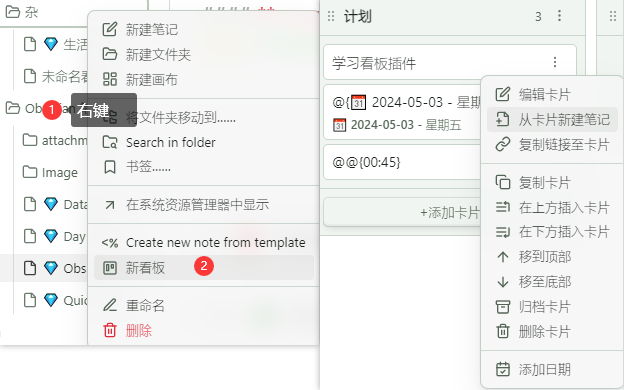 杂
生活
未命名看
Obsidian
1
右键
attachm
Image
Data
Day
Obs
Quic
新建笔记
新建文件夹
新建画布
将文件夹移动到……
Search in folder
书签……
在系统资源管理器中显示
<% Create new note from template
新看板
2
重命名
删除
计划
3
学习看板插件
@{📅 2024-05-03 - 星期
📅 2024-05-03 - 星期五
@@{00:45}
+添加卡片
编辑卡片
从卡片新建笔记
复制链接至卡片
复制卡片
在上方插入卡片
在下方插入卡片
移到顶部
移至底部
归档卡片
删除卡片
添加日期